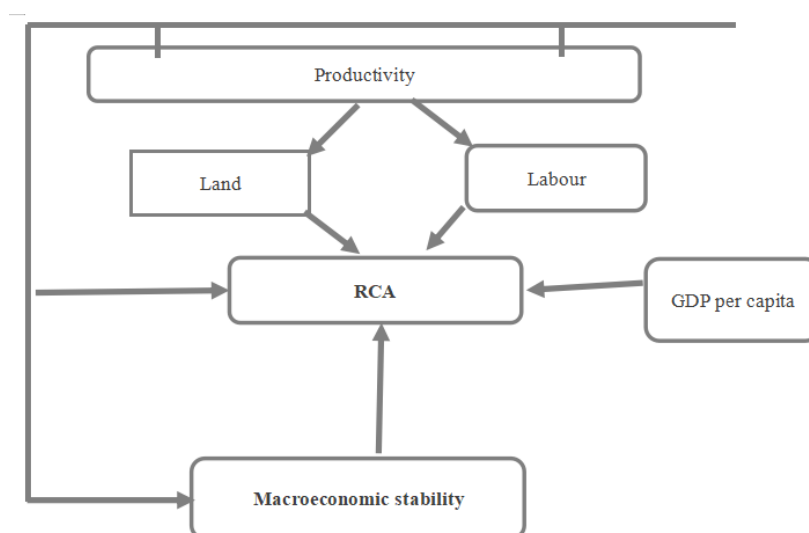 Productivity
Land
Labour
RCA
GDP per capita
Macroeconomic stability